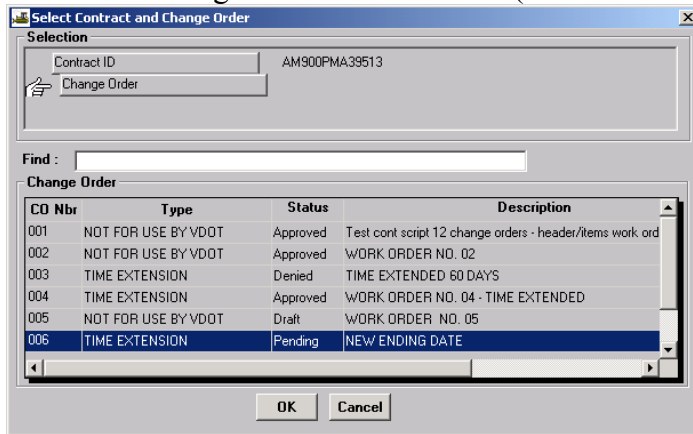 Select Contract and Change Order
Selection
Contract ID AM900PMA39513
Change Order
Find :
Change Order
CO Nbr Type Status Description
001 NOT FOR USE BY VDOT Approved Test cont script 12 change orders - header/items work ord
002 NOT FOR USE BY VDOT Approved WORK ORDER NO. 02
003 TIME EXTENSION Denied TIME EXTENDED 60 DAYS
004 TIME EXTENSION Approved WORK ORDER NO. 04 - TIME EXTENDED
005 NOT FOR USE BY VDOT Draft WORK ORDER NO. 05
006 TIME EXTENSION Pending NEW ENDING DATE
OK Cancel